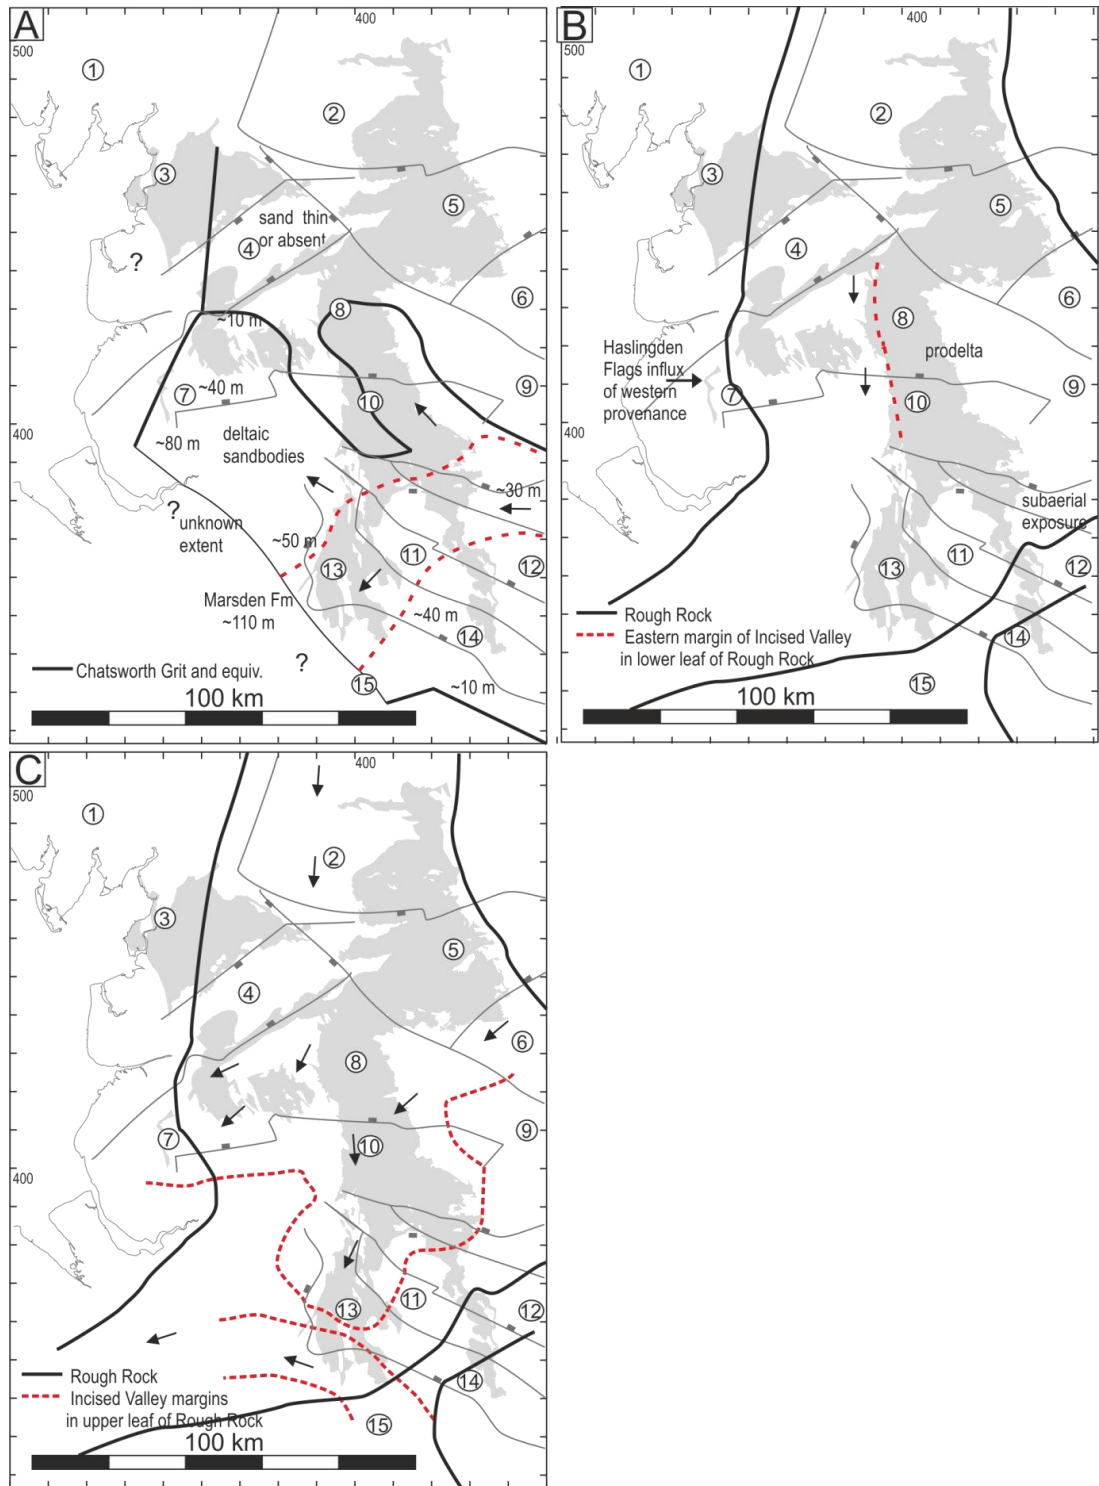 A
400
500
1
2
3
5
sand thin
or absent
4
?
6
8
~10 m
9
~40 m
7
10
~80 m
deltaic
sandbodies
~30 m
?
unknown
extent
~50 m
11
12
13
Marsden Fm
~110 m
~40 m
14
?
15
~10 m
Chatsworth Grit and equiv.
100 km
B
400
500
1
2
3
5
4
6
8
Haslingden
Flags influx
of western
provenance
prodelta
7
9
10
400
subaerial
exposure
11
12
13
Rough Rock
Eastern margin of Incised Valley
in lower leaf of Rough Rock
14
15
100 km
400
C
400
500
1
2
3
5
4
6
8
9
7
10
400
11
12
13
Rough Rock
14
Incised Valley margins
in upper leaf of Rough Rock
15
100 km